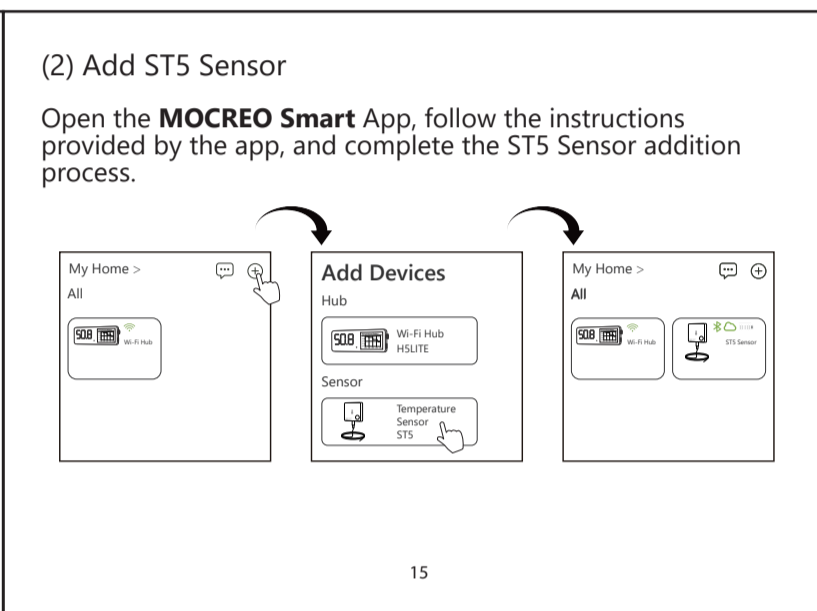 (2) Add ST5 Sensor
Open the MOCREO Smart App, follow the instructions
provided by the app, and complete the ST5 Sensor addition
process.
My Home >
All
50.8
Wi-Fi Hub
Add Devices
Hub
50.8
Wi-Fi Hub
H5LITE
Sensor
Temperature
Sensor
ST5
My Home >
All
50.8
Wi-Fi Hub
ST5 Sensor
15